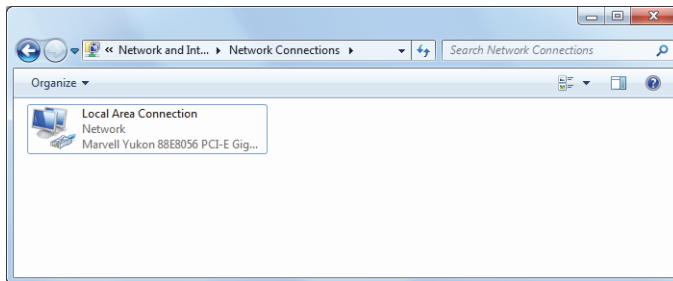 « Network and Int... Network Connections Search Network Connections
Organize
Local Area Connection
Network
Marvell Yukon 88E8056 PCI-E Gig...